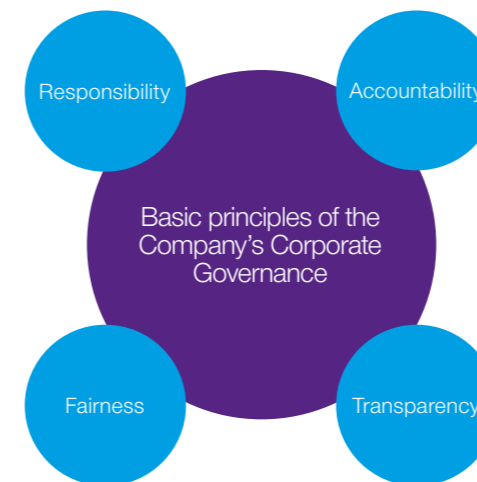 Responsibility
Accountability
Basic principles of the
Company's Corporate
Governance
Fairness
Transparency